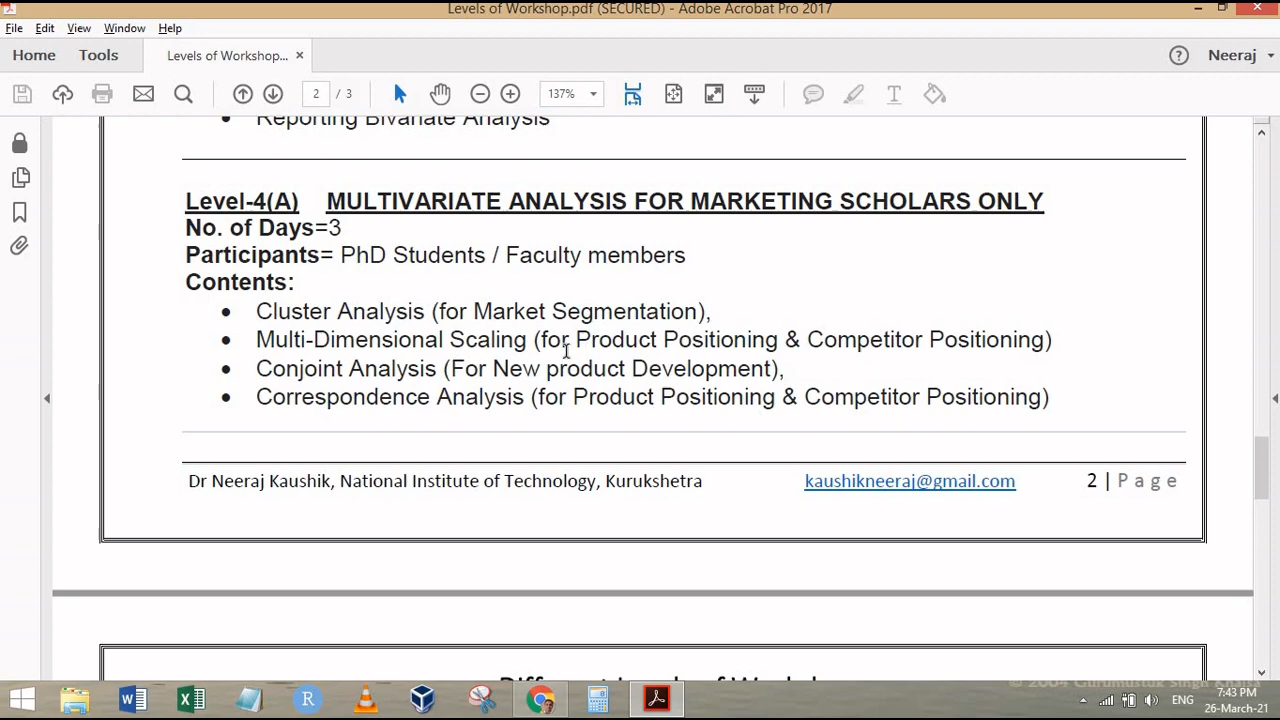 Levels of Workshop.pdf (SECURED) - Adobe Acrobat Pro 2017
File Edit View Window Help
Home Tools Levels of Workshop... × Neeraj
2 / 3 137%
• Reporting Bivariate Analysis
Level-4(A) MULTIVARIATE ANALYSIS FOR MARKETING SCHOLARS ONLY
No. of Days=3
Participants= PhD Students / Faculty members
Contents:
• Cluster Analysis (for Market Segmentation),
• Multi-Dimensional Scaling (for Product Positioning & Competitor Positioning)
• Conjoint Analysis (For New product Development),
• Correspondence Analysis (for Product Positioning & Competitor Positioning)
Dr Neeraj Kaushik, National Institute of Technology, Kurukshetra kaushikneeraj@gmail.com 2 | Page
© 2004 Gurumustuk Singh Khalsa
ENG 7:43 PM
26-March-21